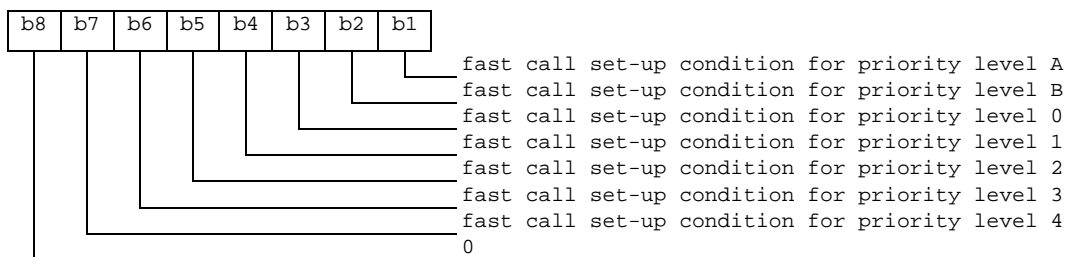 b8 b7 b6 b5 b4 b3 b2 b1
fast call set-up condition for priority level A
fast call set-up condition for priority level B
fast call set-up condition for priority level 0
fast call set-up condition for priority level 1
fast call set-up condition for priority level 2
fast call set-up condition for priority level 3
fast call set-up condition for priority level 4
0